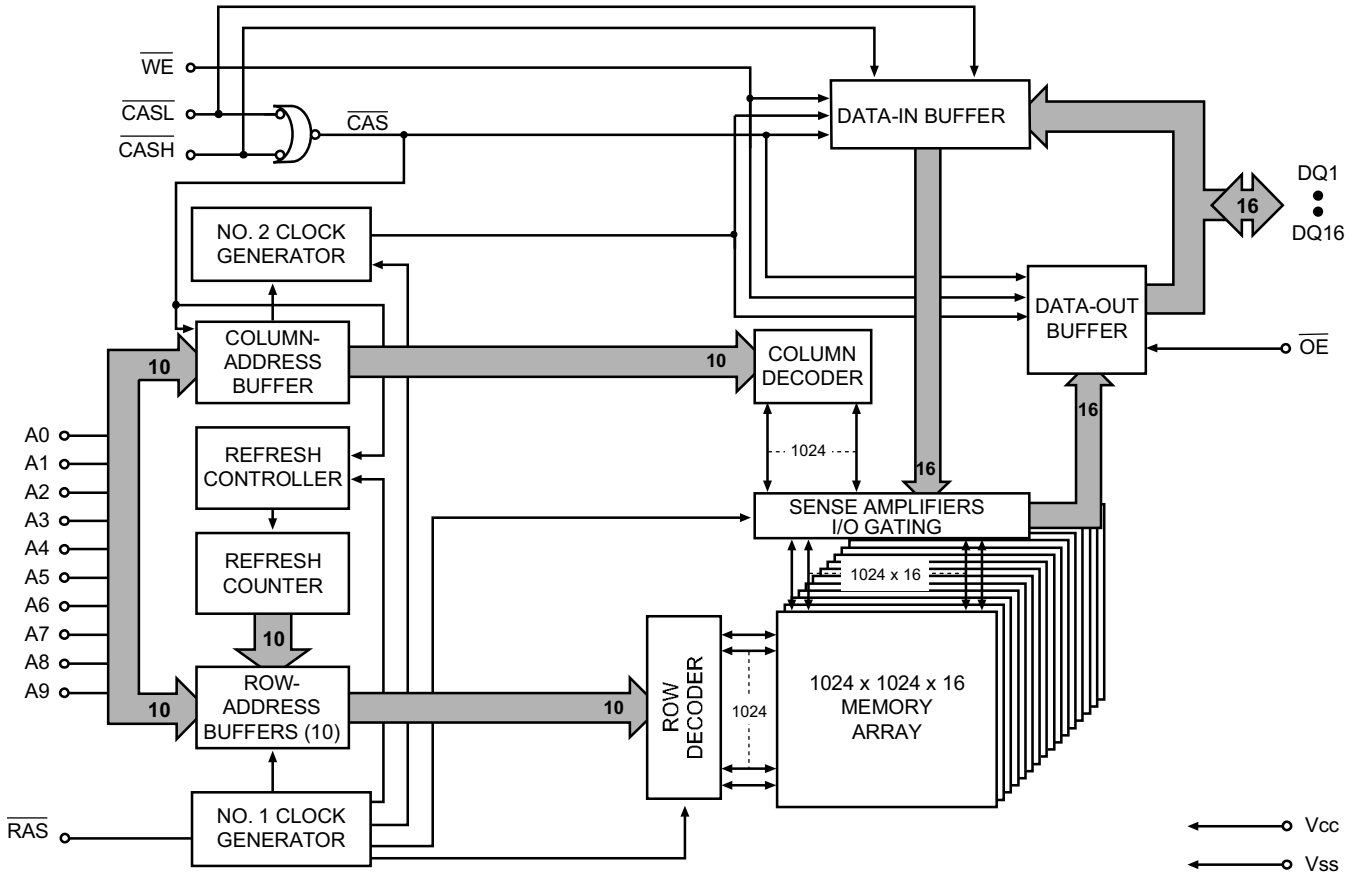 WE
CASL
CASH
CAS
DATA-IN BUFFER
DQ1
16
DQ16
NO. 2 CLOCK
GENERATOR
DATA-OUT
BUFFER
OE
COLUMN-
ADDRESS
BUFFER
10
10
COLUMN
DECODER
16
A0
A1
A2
A3
A4
A5
A6
A7
A8
A9
REFRESH
CONTROLLER
1024
16
SENSE AMPLIFIERS
I/O GATING
REFRESH
COUNTER
1024 x 16
10
ROW-
ADDRESS
BUFFERS (10)
10
10
ROW
DECODER
1024
1024 x 1024 x 16
MEMORY
ARRAY
RAS
NO. 1 CLOCK
GENERATOR
Vcc
Vss